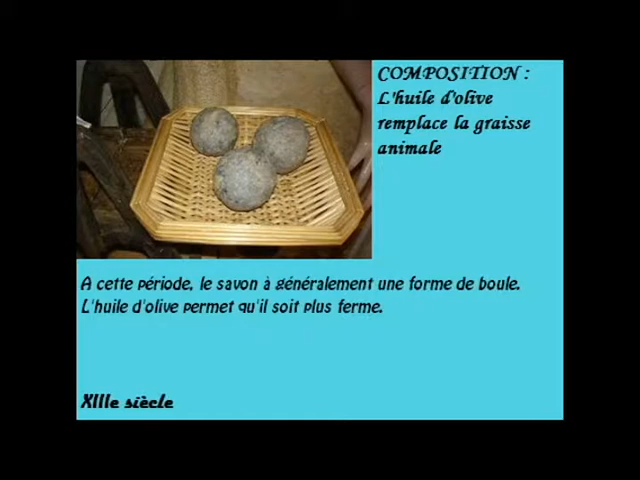 COMPOSITION :
L'huile d'olive
remplace la graisse
animale
A cette période, le savon à généralement une forme de boule.
L'huile d'olive permet qu'il soit plus ferme.
XIIIe siècle